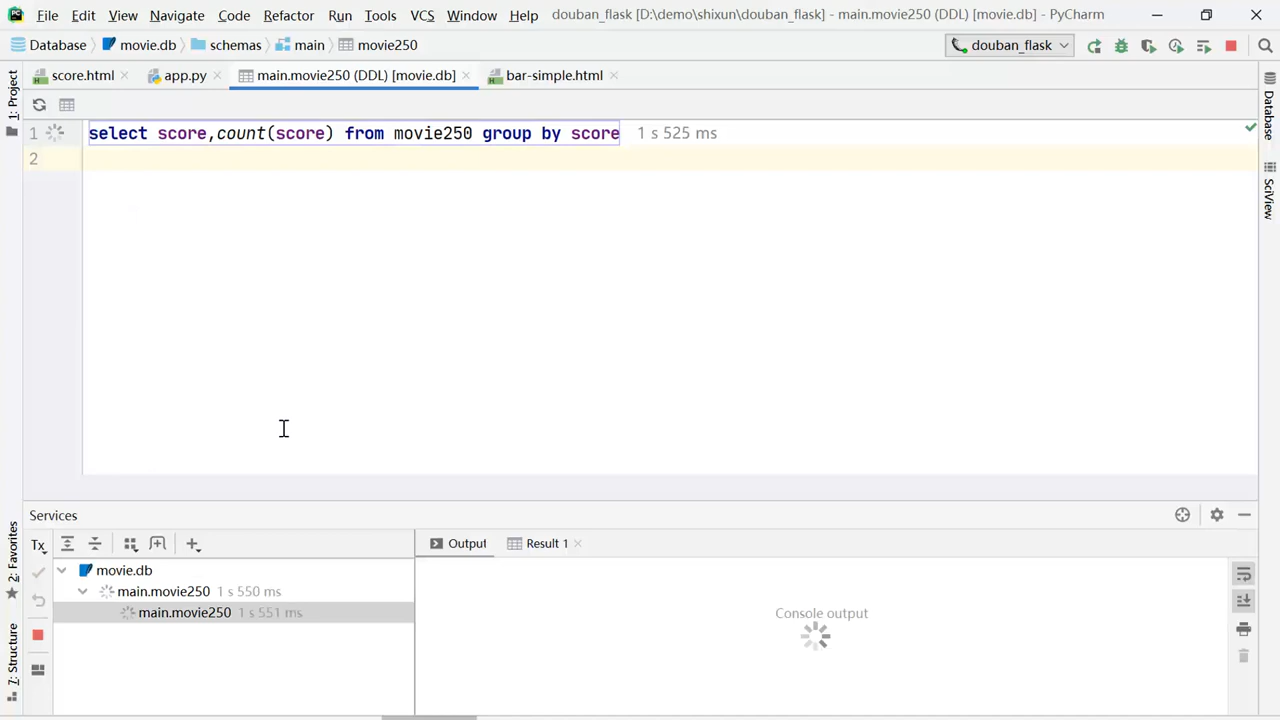 PC File Edit View Navigate Code Refactor Run Tools VCS Window Help douban_flask [D:\demo\shixun\douban_flask] - main.movie250 (DDL) [movie.db] - PyCharm
Database movie.db schemas main movie250 douban_flask
score.html app.py main.movie250 (DDL) [movie.db] bar-simple.html
1 select score,count(score) from movie250 group by score 1 s 525 ms
2
1: Project
2: Favorites
7: Structure
Database
SciView
Services
Tx Output Result 1
movie.db
main.movie250 1 s 550 ms
main.movie250 1 s 551 ms
Console output